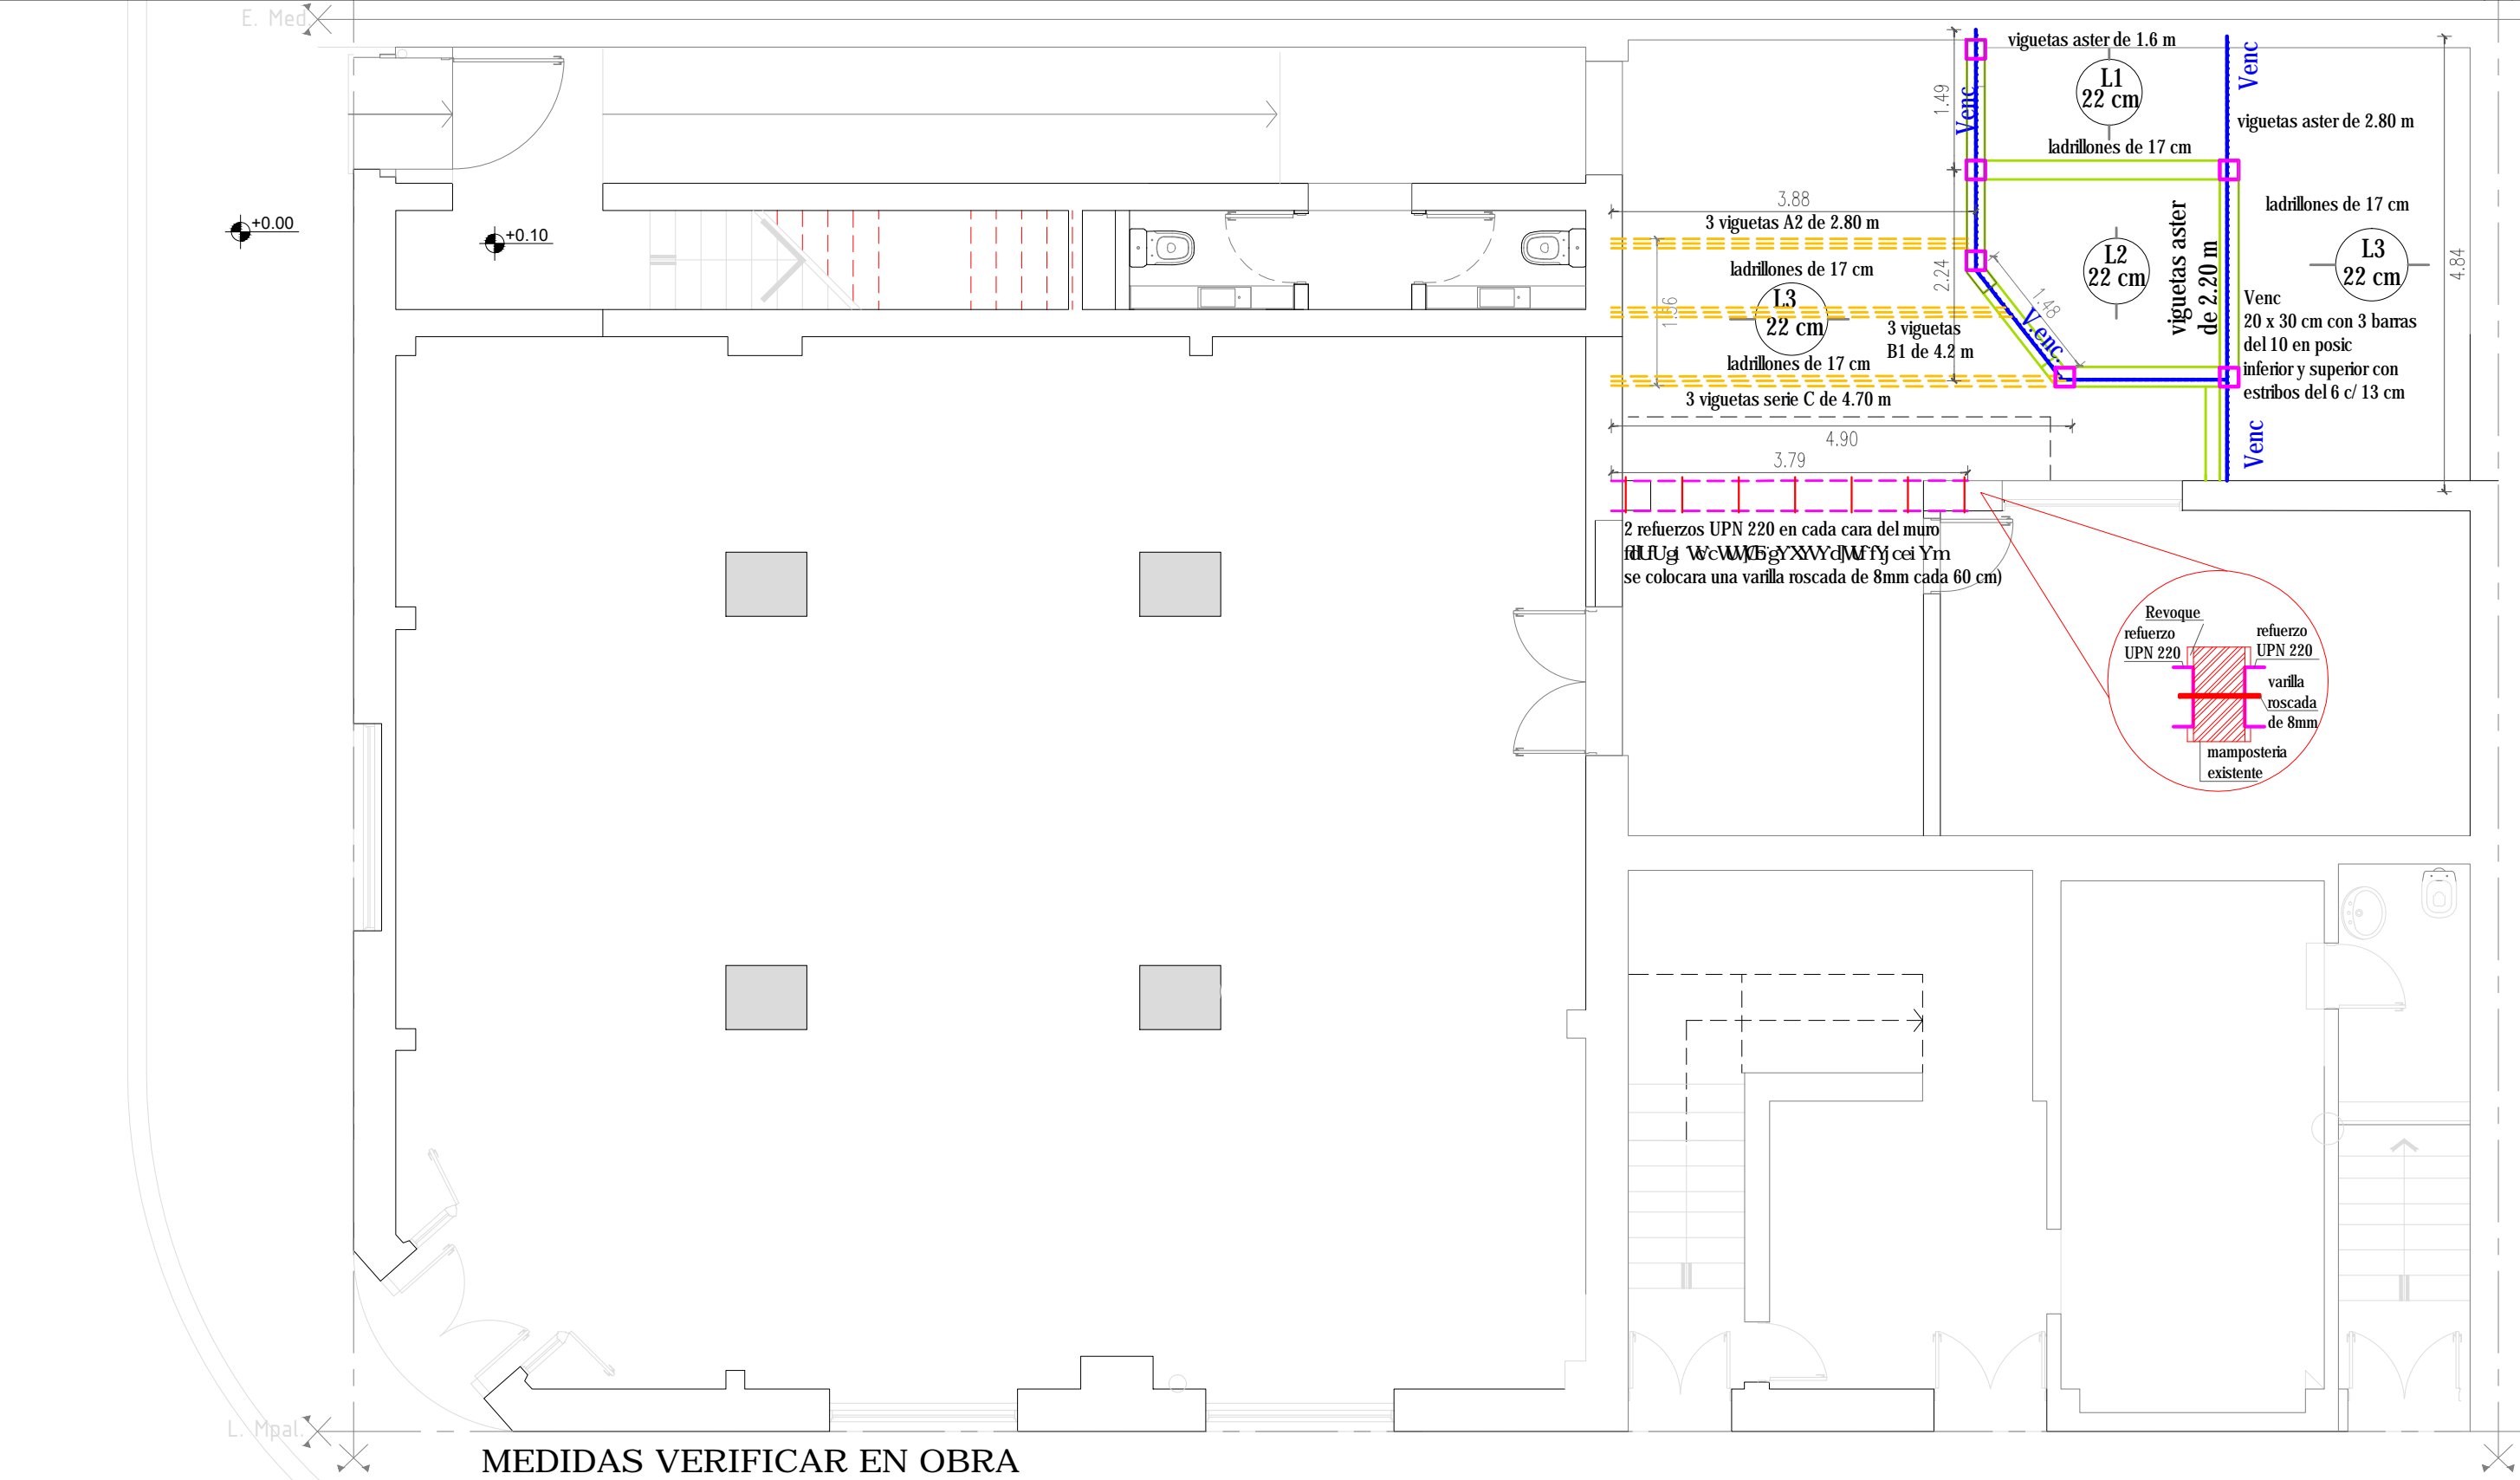 E. Med.
+0.00
+0.10
viguetas aster de 1.6 m
L1
22 cm
ladrillones de 17 cm
1.49
Venc
Venc
viguetas aster de 2.80 m
ladrillones de 17 cm
L3
22 cm
4.84
3.88
3 viguetas A2 de 2.80 m
ladrillones de 17 cm
L3
22 cm
1.56
2.24
3 viguetas
B1 de 4.2 m
ladrillones de 17 cm
3 viguetas serie C de 4.70 m
1.48
V.enc.
L2
22 cm
viguetas aster
de 2.20 m
Venc
20 x 30 cm con 3 barras
del 10 en posic
inferior y superior con
estribos del 6 c/ 13 cm
Venc
4.90
3.79
2 refuerzos UPN 220 en cada cara del muro
se colocara una varilla roscada de 8mm cada 60 cm)
Revoque
refuerzo
UPN 220
refuerzo
UPN 220
varilla
roscada
de 8mm
mamposteria
existente
L. Mpal.
MEDIDAS VERIFICAR EN OBRA